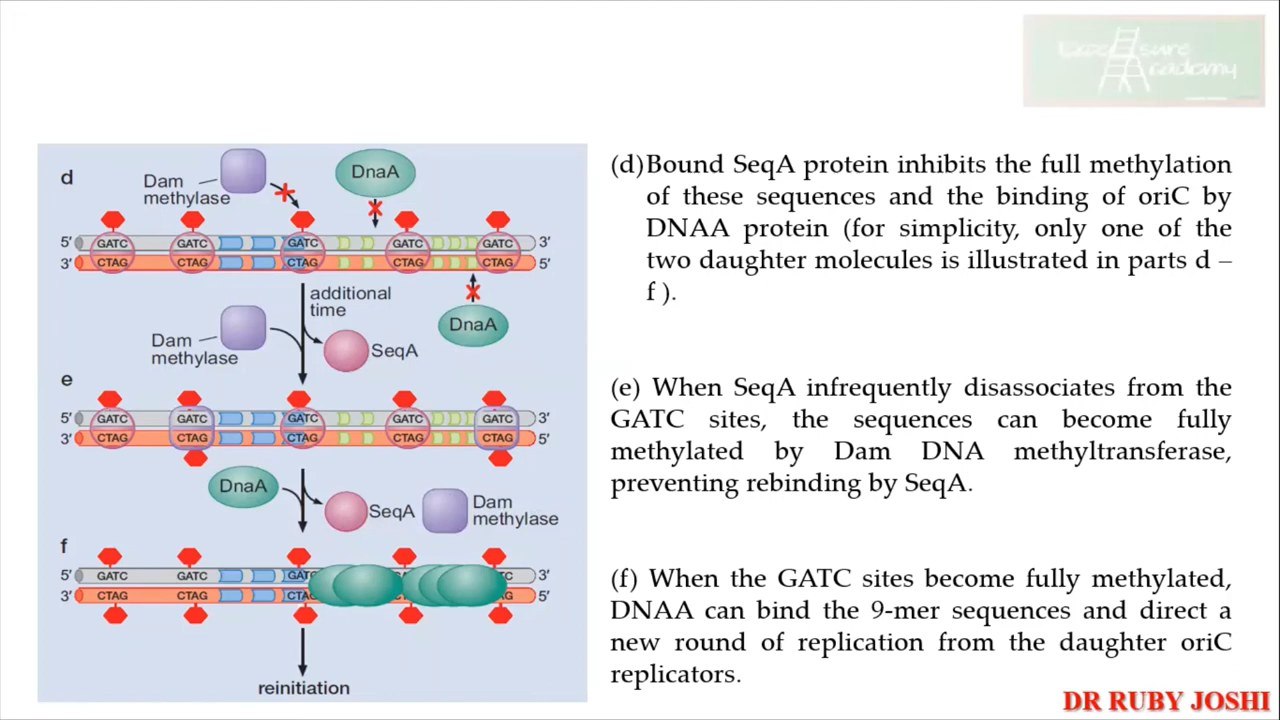 d
Dam
methylase
DnaA
5′ GATC GATC GATC GATC GATC 3′
3′ CTAG CTAG CTAG CTAG CTAG 5′
additional
time
DnaA
Dam
methylase
SeqA
e
5′ GATC GATC GATC GATC GATC 3′
3′ CTAG CTAG CTAG CTAG CTAG 5′
DnaA
SeqA
Dam
methylase
f
5′ GATC GATC GATC TC 3′
3′ CTAG CTAG CTAG AG 5′
reinitiation
(d)Bound SeqA protein inhibits the full methylation
of these sequences and the binding of oriC by
DNAA protein (for simplicity, only one of the
two daughter molecules is illustrated in parts d –
f ).
(e) When SeqA infrequently disassociates from the
GATC sites, the sequences can become fully
methylated by Dam DNA methyltransferase,
preventing rebinding by SeqA.
(f) When the GATC sites become fully methylated,
DNAA can bind the 9-mer sequences and direct a
new round of replication from the daughter oriC
replicators.
DR RUBY JOSHI